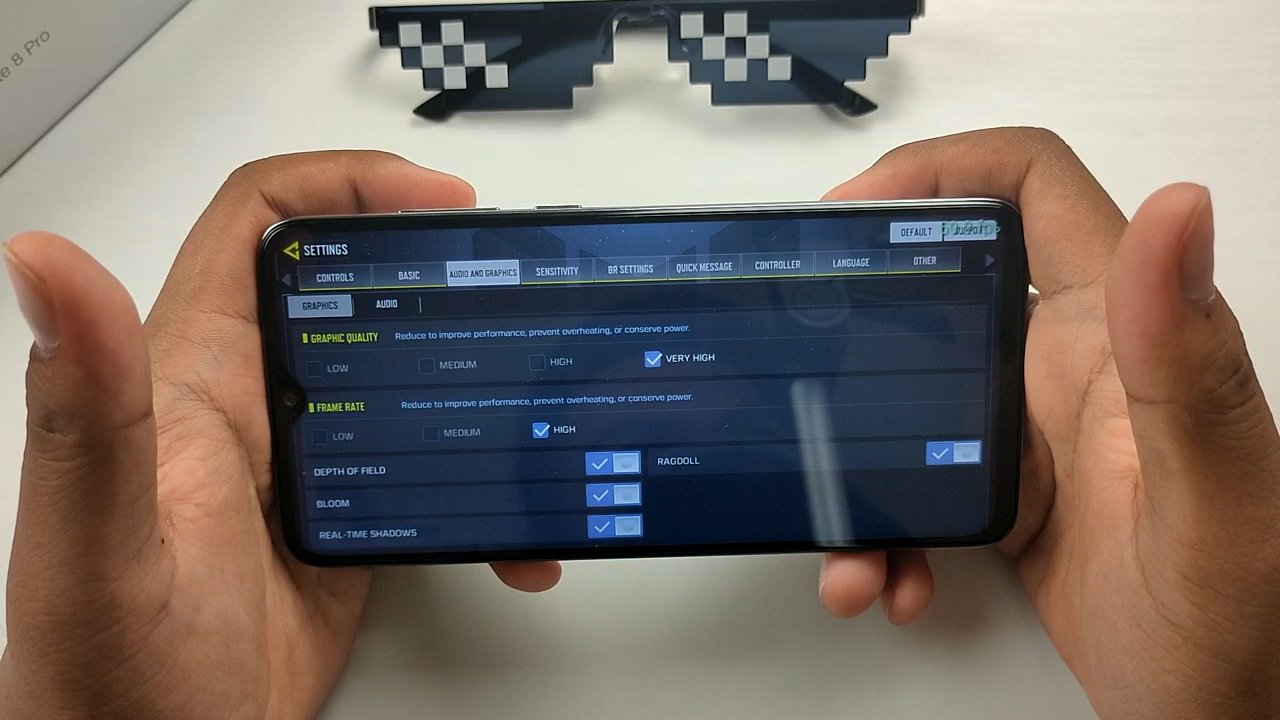 8 Pro
SETTINGS
DEFAULT
SUPPORT
CONTROLS BASIC AUDIO AND GRAPHICS SENSITIVITY BR SETTINGS QUICK MESSAGE CONTROLLER LANGUAGE OTHER
GRAPHICS AUDIO
GRAPHIC QUALITY Reduce to improve performance, prevent overheating, or conserve power.
LOW MEDIUM HIGH VERY HIGH
FRAME RATE Reduce to improve performance, prevent overheating, or conserve power.
LOW MEDIUM HIGH
DEPTH OF FIELD RAGDOLL
BLOOM
REAL-TIME SHADOWS